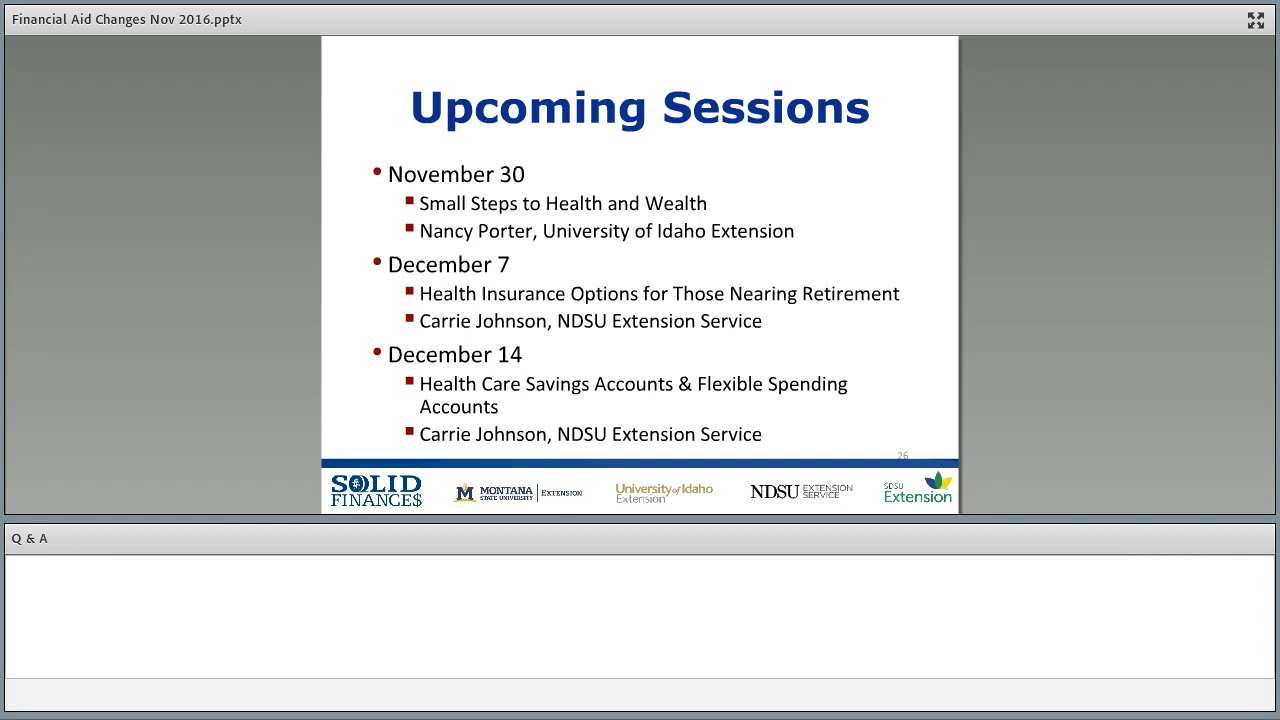 Financial Aid Changes Nov 2016.pptx
Upcoming Sessions
• November 30
▪ Small Steps to Health and Wealth
▪ Nancy Porter, University of Idaho Extension
• December 7
▪ Health Insurance Options for Those Nearing Retirement
▪ Carrie Johnson, NDSU Extension Service
• December 14
▪ Health Care Savings Accounts & Flexible Spending
Accounts
▪ Carrie Johnson, NDSU Extension Service
26
SOLID
FINANCE$
M MONTANA
STATE UNIVERSITY
EXTENSION
University of Idaho
Extension
NDSU EXTENSION
SERVICE
SDSU
Extension
Q & A